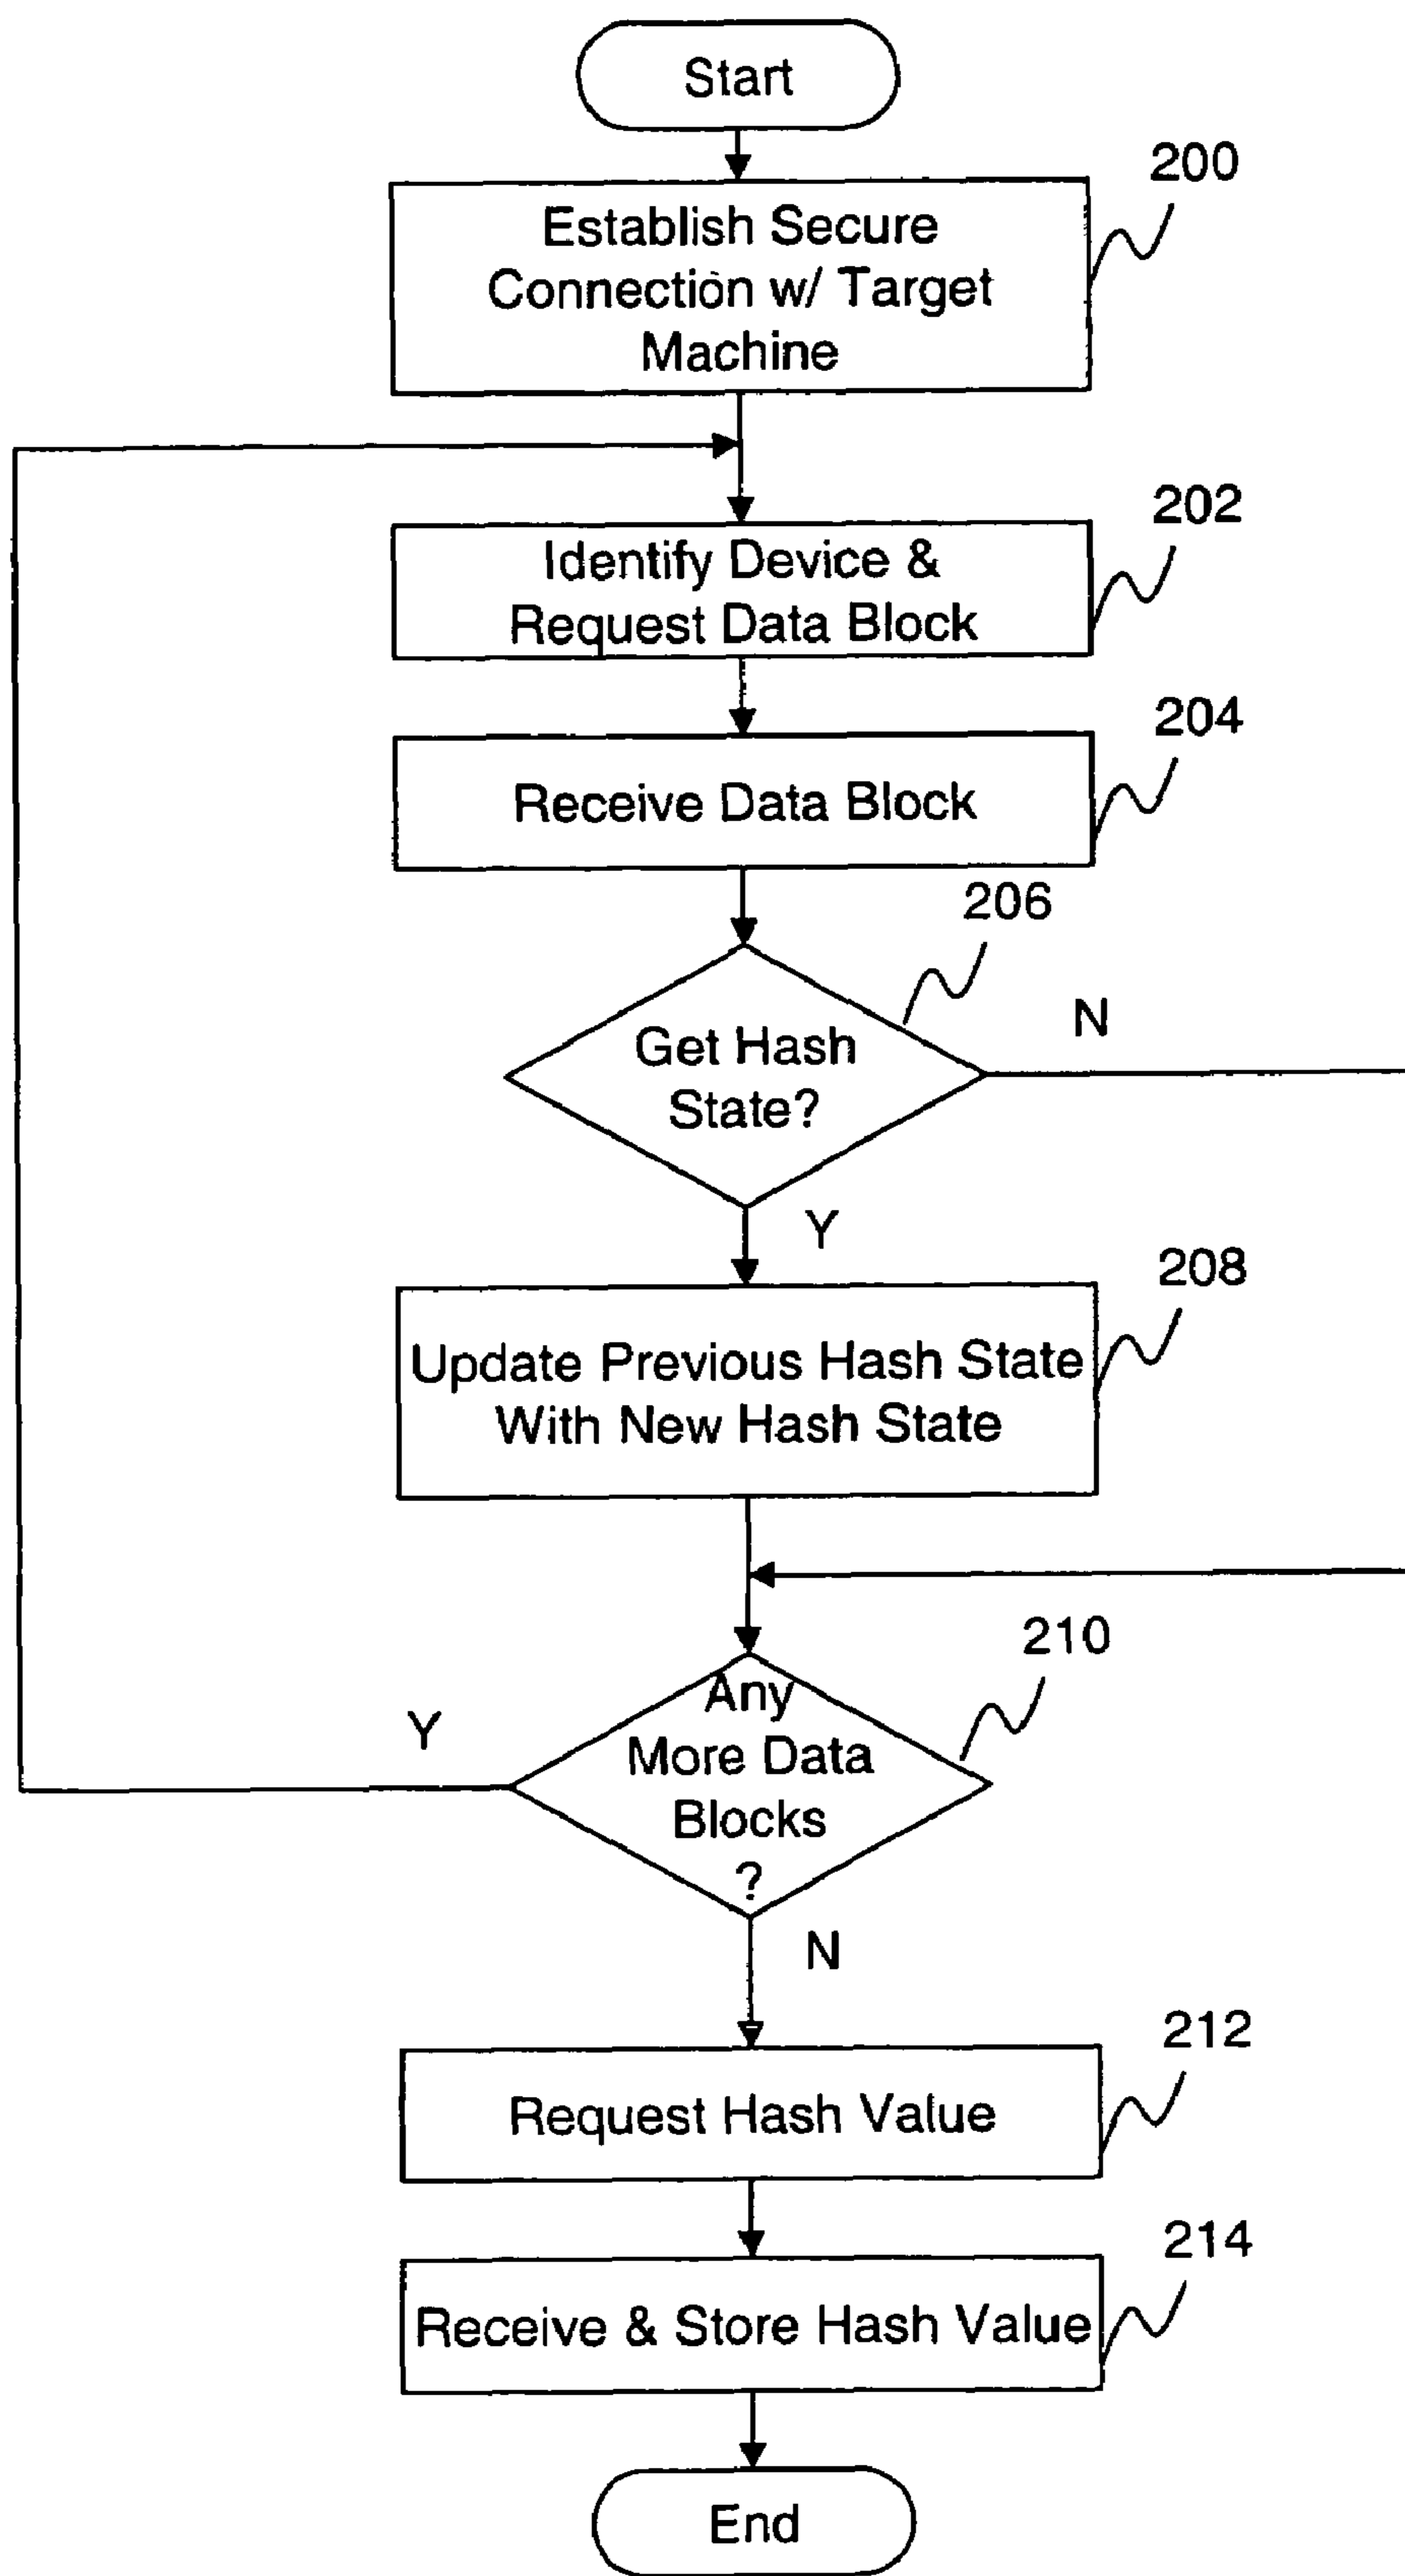 Start
200
Establish Secure
Connection w/ Target
Machine
202
Identify Device &
Request Data Block
204
Receive Data Block
206
N
Get Hash
State?
Y
208
Update Previous Hash State
With New Hash State
210
Y
Any
More Data
Blocks
?
N
212
Request Hash Value
214
Receive & Store Hash Value
End